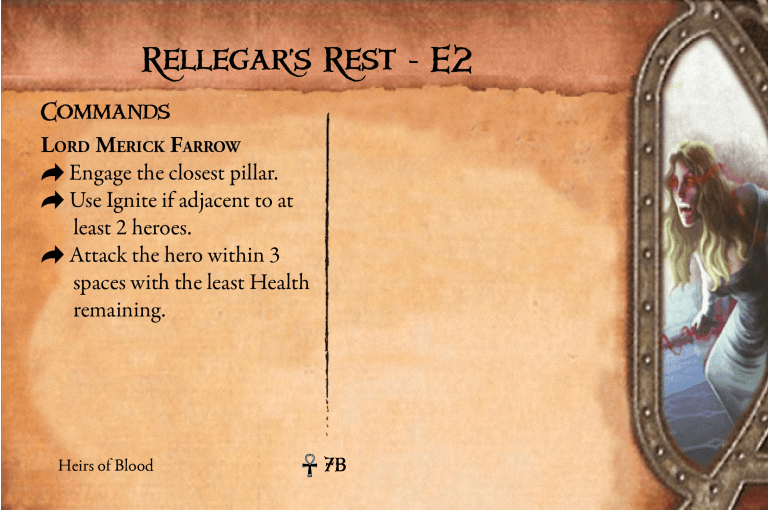 Rellegar's Rest - E2
Commands
Lord Merick Farrow
Engage the closest pillar.
Use Ignite if adjacent to at
least 2 heroes.
Attack the hero within 3
spaces with the least Health
remaining.
Heirs of Blood
7B